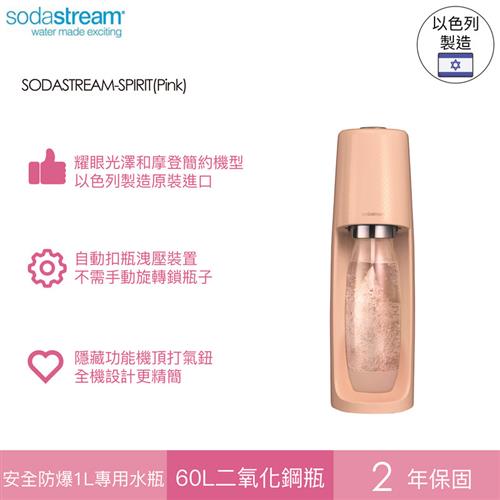 sodastream®
water made exciting
以色列
製造
SODASTREAM-SPIRIT(Pink)
耀眼光澤和摩登簡約機型
以色列製造原裝進口
sodastream
自動扣瓶洩壓裝置
不需手動旋轉鎖瓶子
隱藏功能機頂打氣鈕
全機設計更精簡
安全防爆1L專用水瓶
60L二氧化鋼瓶
2 年保固